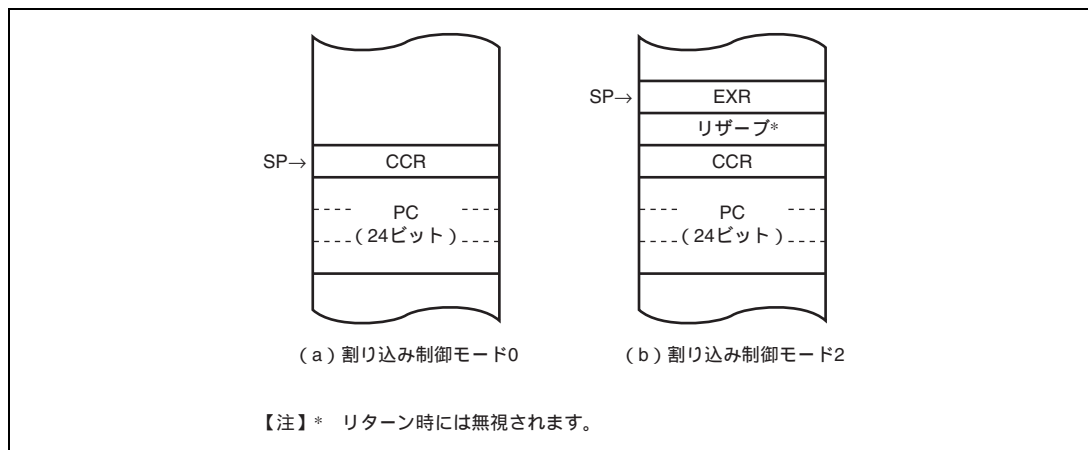 SP→
CCR
PC
(24ビット)
(a)割り込み制御モード0
SP→
EXR
リザーブ*
CCR
PC
(24ビット)
(b)割り込み制御モード2
【注】* リターン時には無視されます。